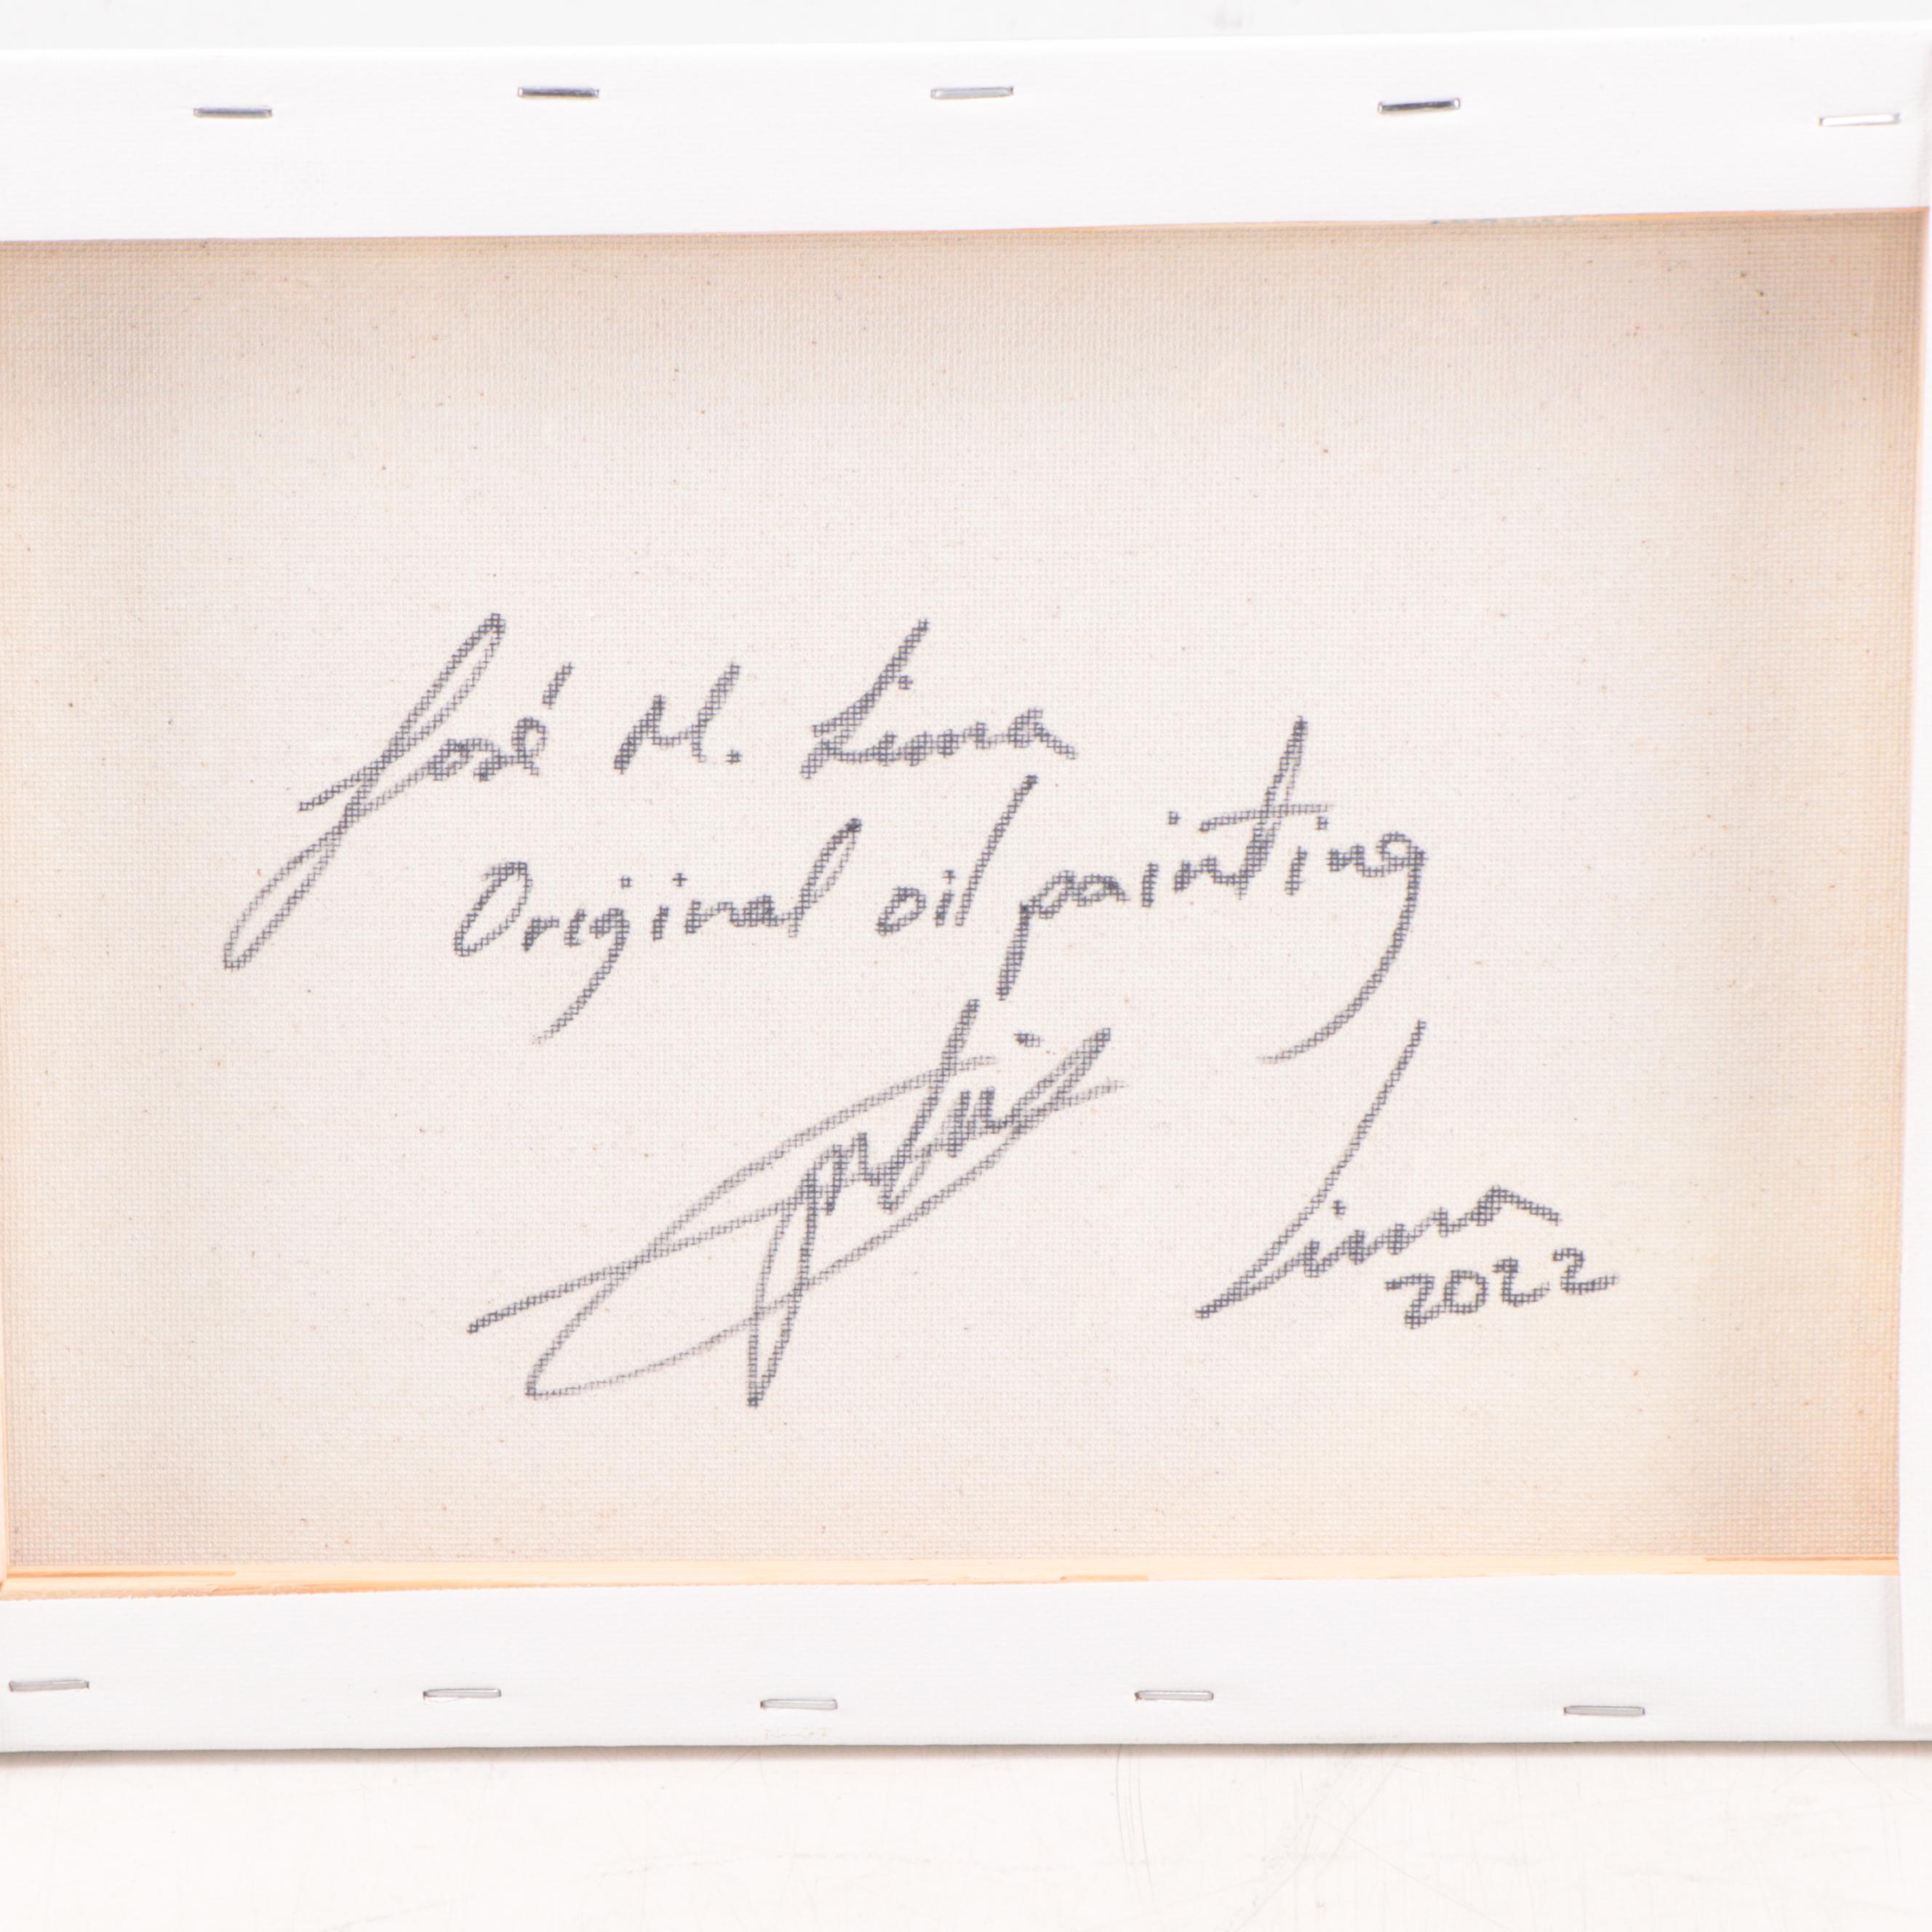 José M. Lima
Original oil painting
Lima
2022